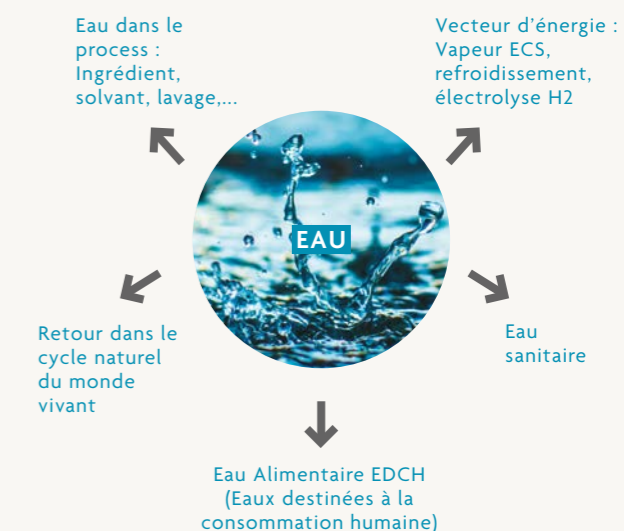 Eau dans le
process :
Ingrédient,
solvant, lavage,...
Vecteur d'énergie :
Vapeur ECS,
refroidissement,
électrolyse H2
EAU
Retour dans le
cycle naturel
du monde
vivant
Eau
sanitaire
Eau Alimentaire EDCH
(Eaux destinées à la
consommation humaine)